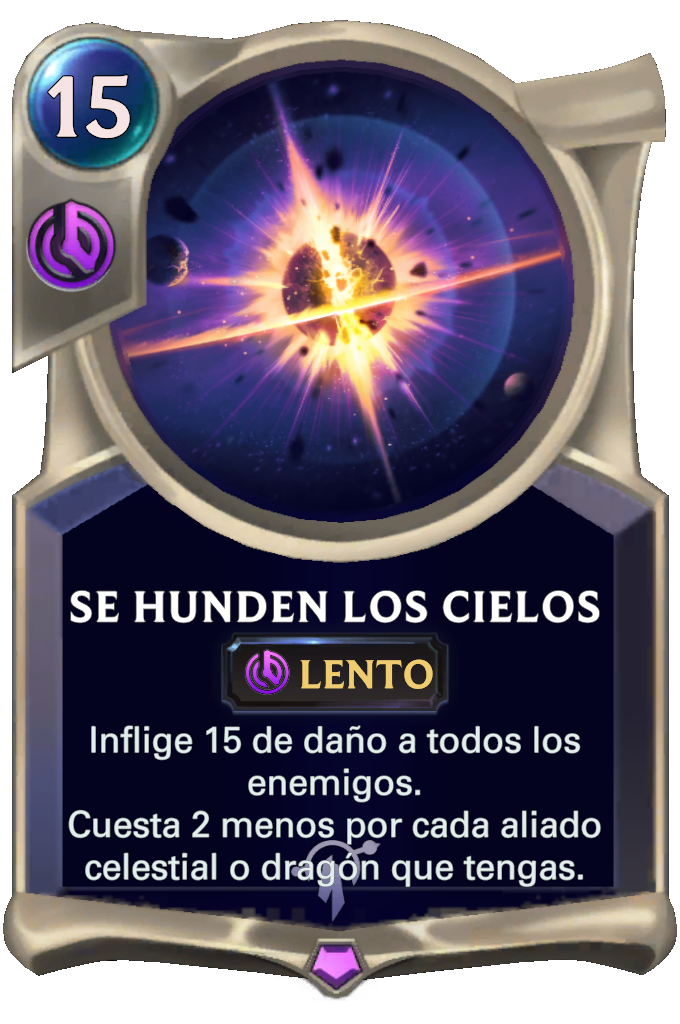 15
SE HUNDEN LOS CIELOS
LENTO
Inflige 15 de daño a todos los
enemigos.
Cuesta 2 menos por cada aliado
celestial o dragón que tengas.